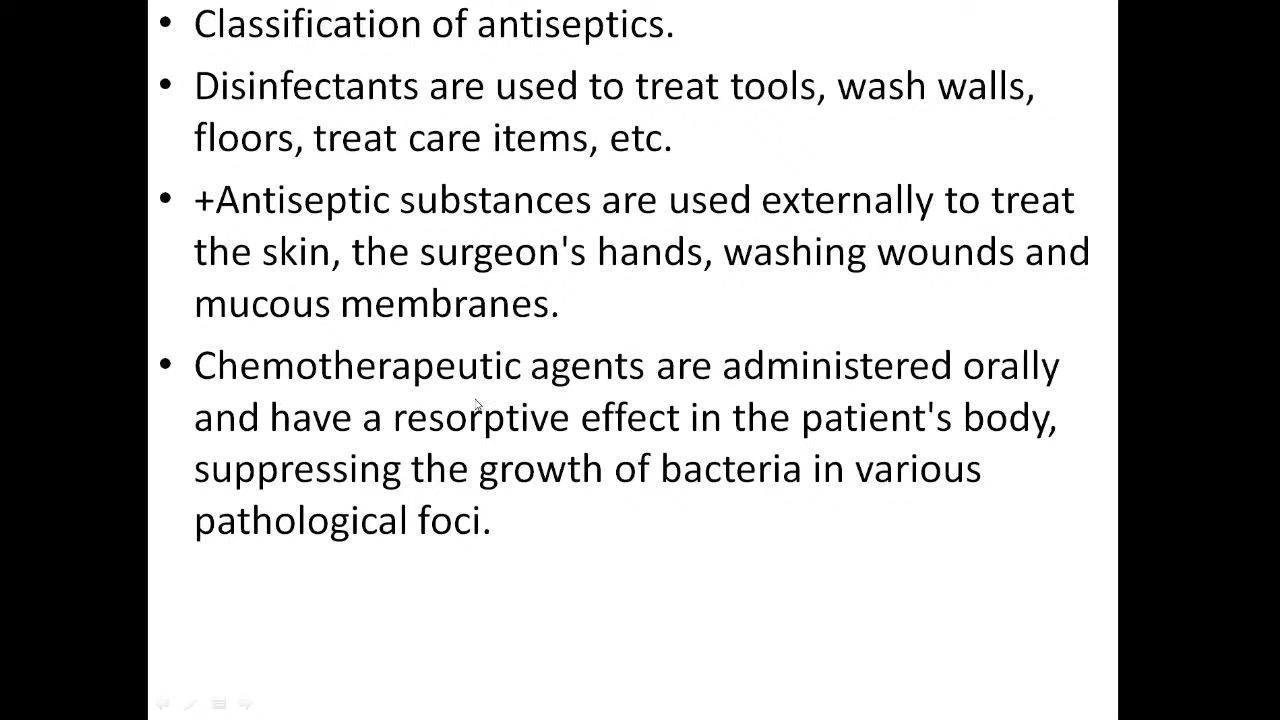 • Classification of antiseptics.
• Disinfectants are used to treat tools, wash walls,
floors, treat care items, etc.
• +Antiseptic substances are used externally to treat
the skin, the surgeon's hands, washing wounds and
mucous membranes.
• Chemotherapeutic agents are administered orally
and have a resorptive effect in the patient's body,
suppressing the growth of bacteria in various
pathological foci.